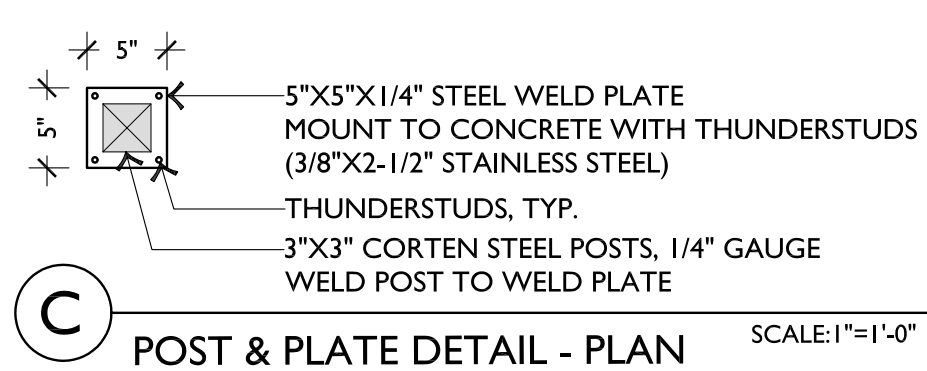 5"
5"
5"X5"X1/4" STEEL WELD PLATE
MOUNT TO CONCRETE WITH THUNDERSTUDS
(3/8"X2-1/2" STAINLESS STEEL)
THUNDERSTUDS, TYP.
3"X3" CORTEN STEEL POSTS, 1/4" GAUGE
WELD POST TO WELD PLATE
C
POST & PLATE DETAIL - PLAN
SCALE:1"=1'-0"